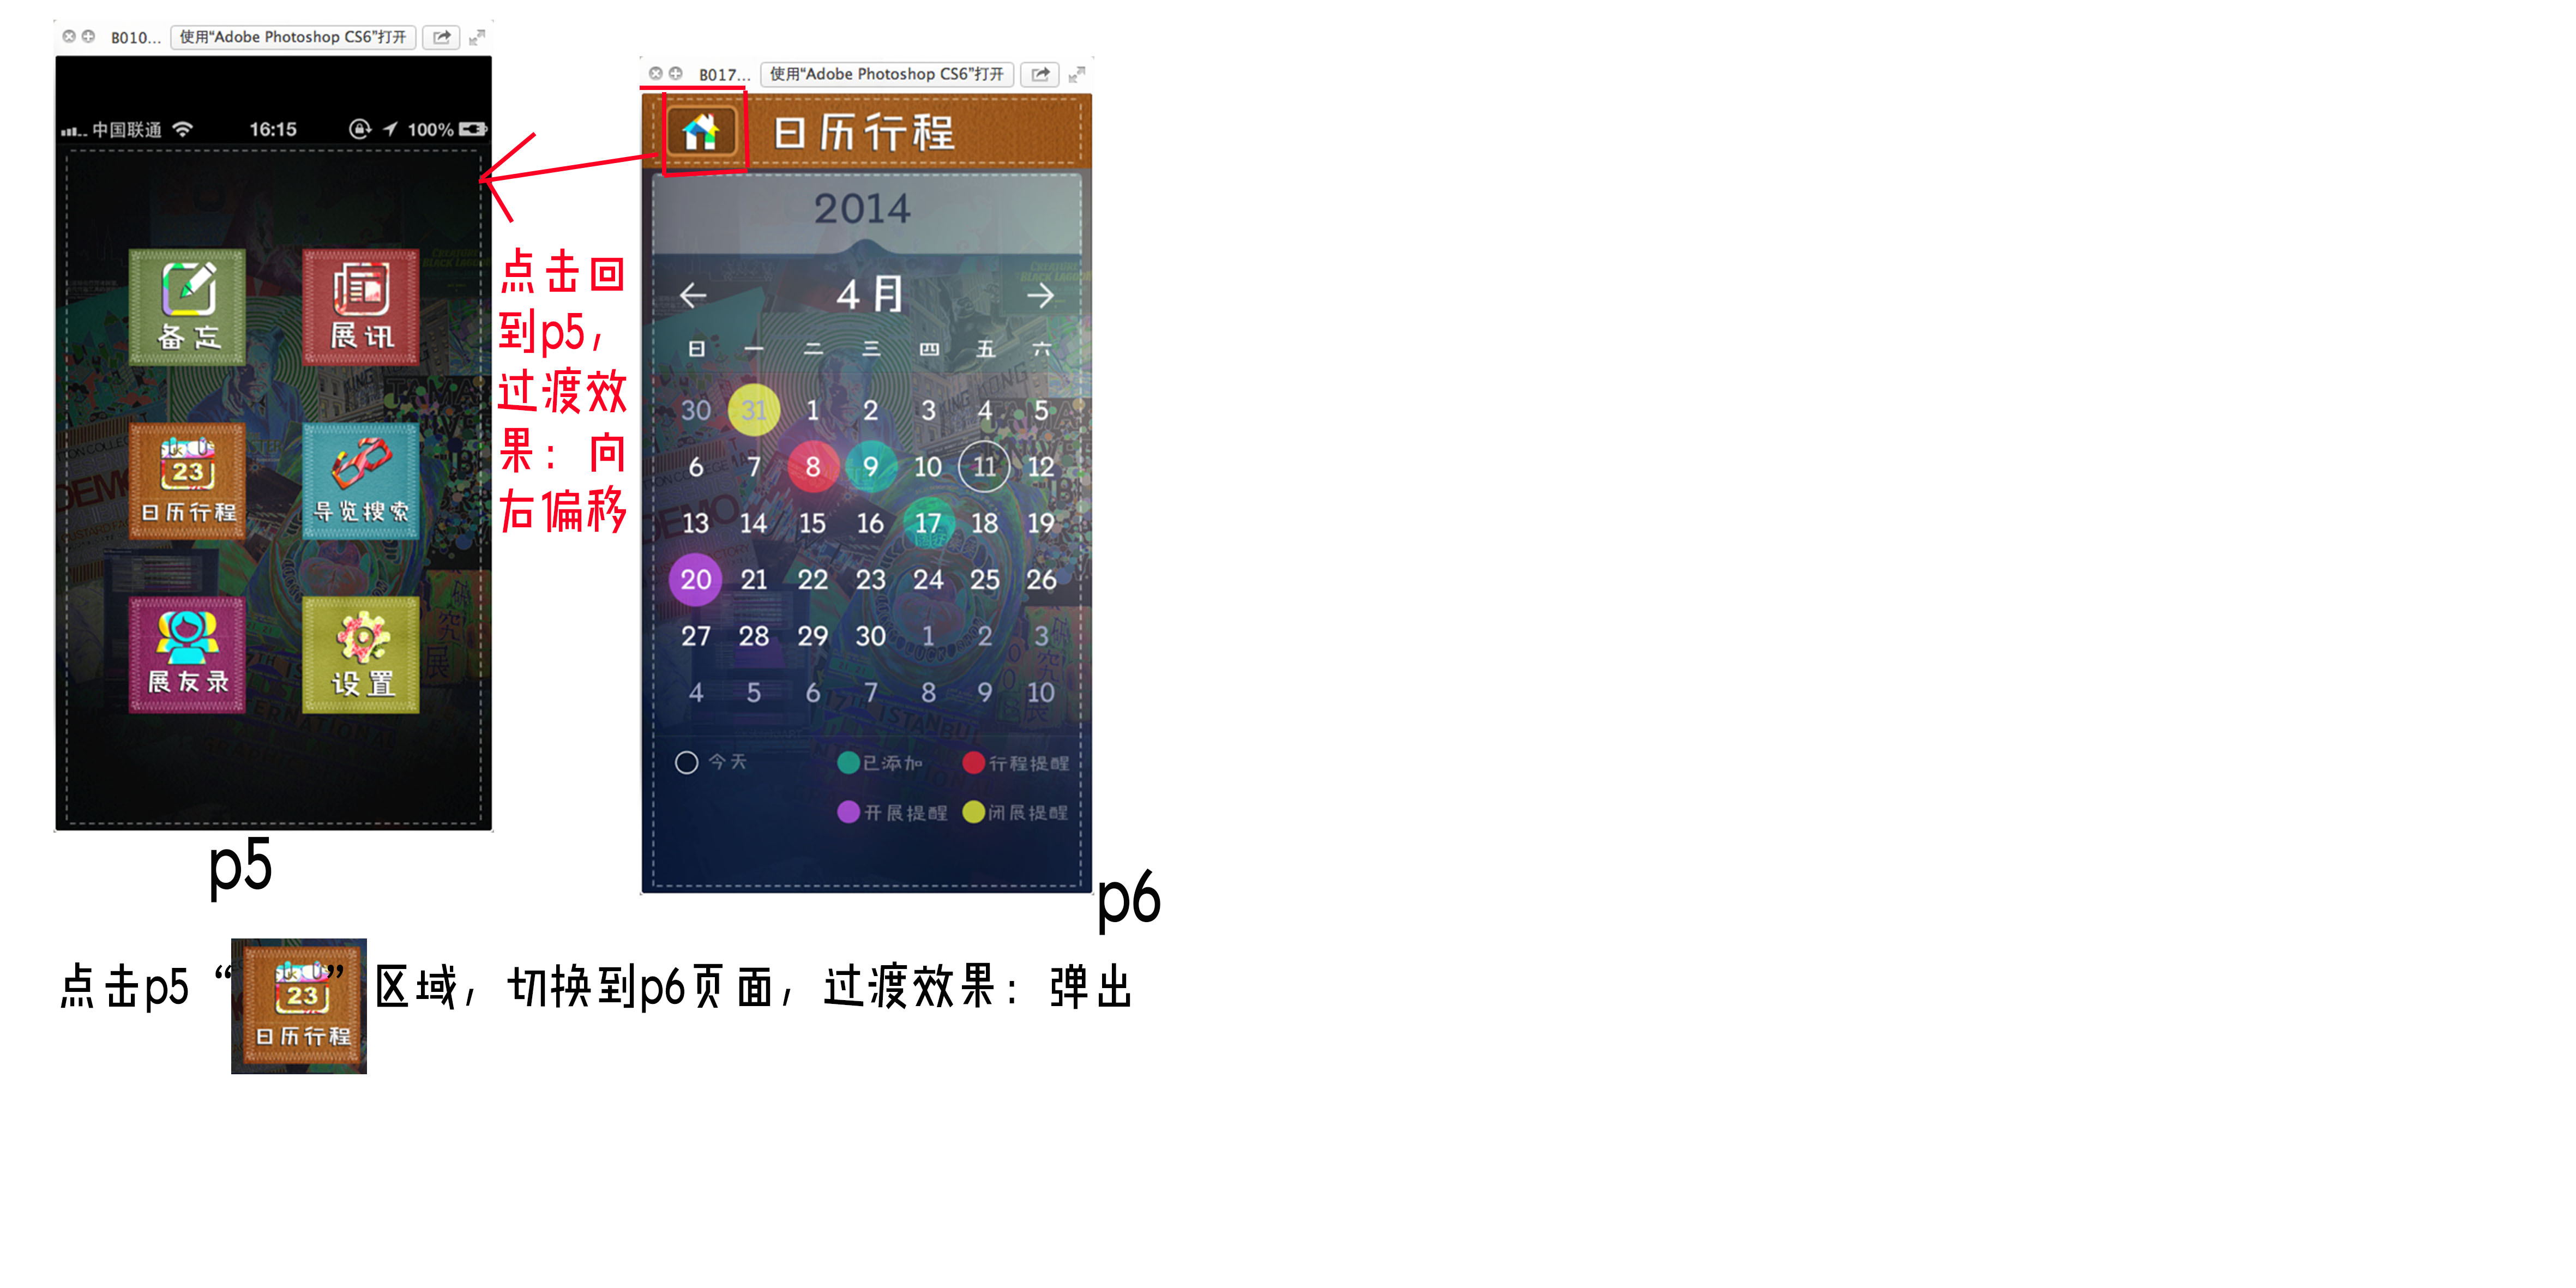 B010... 使用“Adobe Photoshop CS6”打开
中国联通 16:15 100%
备忘
展讯
23
日历行程
导览搜索
展友录
设置
p5
点击回
到p5，
过渡效
果：向
右偏移
B017... 使用“Adobe Photoshop CS6”打开
日历行程
2014
4月
日 一 二 三 四 五 六
30 31 1 2 3 4 5
6 7 8 9 10 11 12
13 14 15 16 17 18 19
20 21 22 23 24 25 26
27 28 29 30 1 2 3
4 5 6 7 8 9 10
今天 已添加 行程提醒
开展提醒 闭展提醒
p6
点击p5“ ”区域，切换到p6页面，过渡效果：弹出
23
日历行程